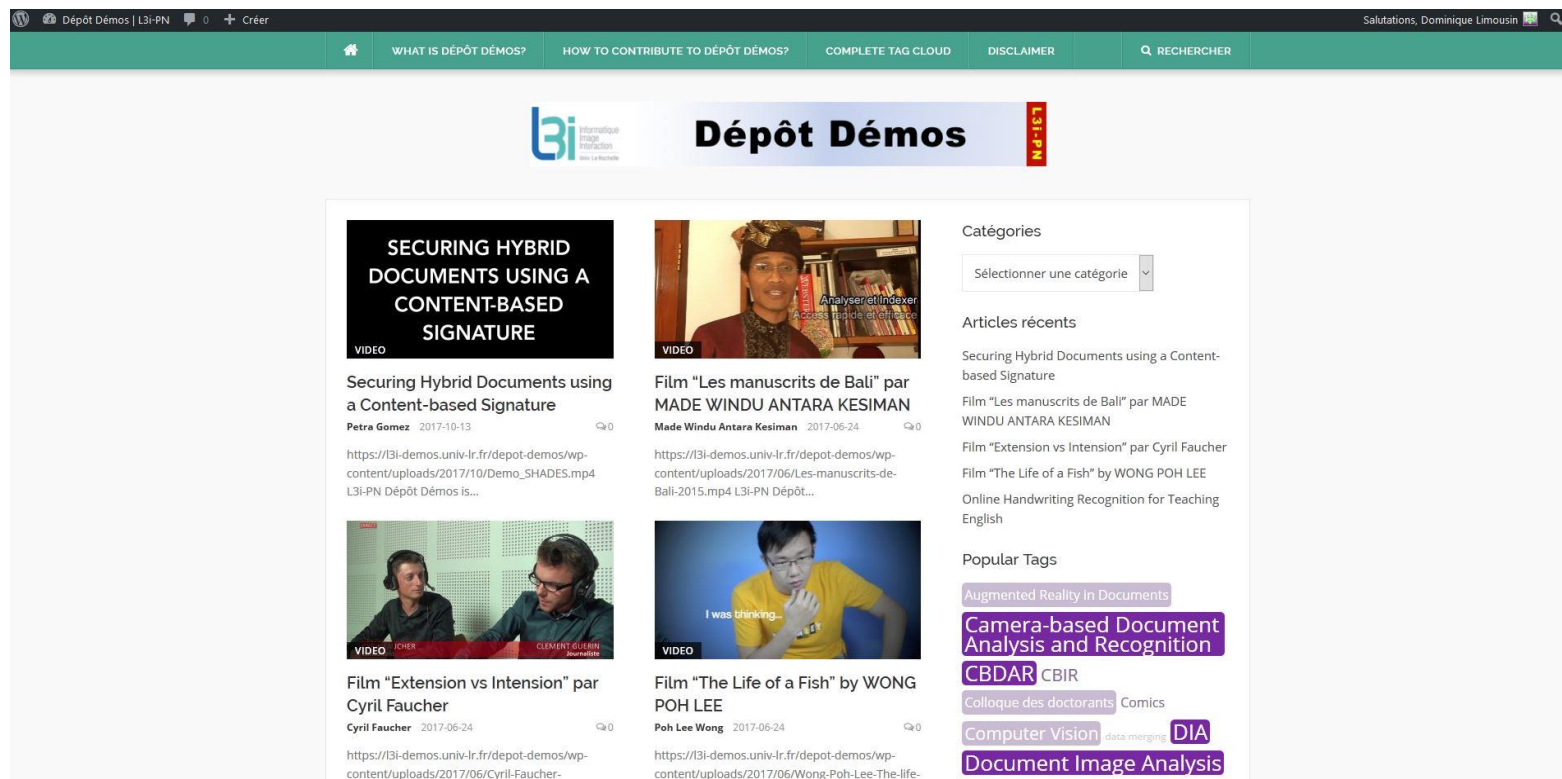 Dépôt Démos | L3i-PN 0 Créer
Salutations, Dominique Limousin
WHAT IS DÉPÔT DÉMOS? HOW TO CONTRIBUTE TO DÉPÔT DÉMOS? COMPLETE TAG CLOUD DISCLAIMER RECHERCHER
L3i
Informatique
Image
Interaction
Univ. La Rochelle
Dépôt Démos
L3i-PN
SECURING HYBRID
DOCUMENTS USING A
CONTENT-BASED
SIGNATURE
VIDEO
Securing Hybrid Documents using
a Content-based Signature
Petra Gomez 2017-10-13 0
https://l3i-demos.univ-lr.fr/depot-demos/wp-
content/uploads/2017/10/Demo_SHADES.mp4
L3i-PN Dépôt Démos is...
WEBSTER
Analyser et Indexer
Access rapide et efficace
VIDEO
Film “Les manuscrits de Bali” par
MADE WINDU ANTARA KESIMAN
Made Windu Antara Kesiman 2017-06-24 0
https://l3i-demos.univ-lr.fr/depot-demos/wp-
content/uploads/2017/06/Les-manuscrits-de-
Bali-2015.mp4 L3i-PN Dépôt...
DIRECT
UCHER
CLEMENT GUERIN
Journaliste
VIDEO
Film “Extension vs Intension” par
Cyril Faucher
Cyril Faucher 2017-06-24 0
https://l3i-demos.univ-lr.fr/depot-demos/wp-
content/uploads/2017/06/Cyril-Faucher-
I was thinking...
VIDEO
Film “The Life of a Fish” by WONG
POH LEE
Poh Lee Wong 2017-06-24 0
https://l3i-demos.univ-lr.fr/depot-demos/wp-
content/uploads/2017/06/Wong-Poh-Lee-The-life-
Catégories
Sélectionner une catégorie
Articles récents
Securing Hybrid Documents using a Content-
based Signature
Film “Les manuscrits de Bali” par MADE
WINDU ANTARA KESIMAN
Film “Extension vs Intension” par Cyril Faucher
Film “The Life of a Fish” by WONG POH LEE
Online Handwriting Recognition for Teaching
English
Popular Tags
Augmented Reality in Documents
Camera-based Document
Analysis and Recognition
CBDAR CBIR
Colloque des doctorants Comics
Computer Vision data merging DIA
Document Image Analysis